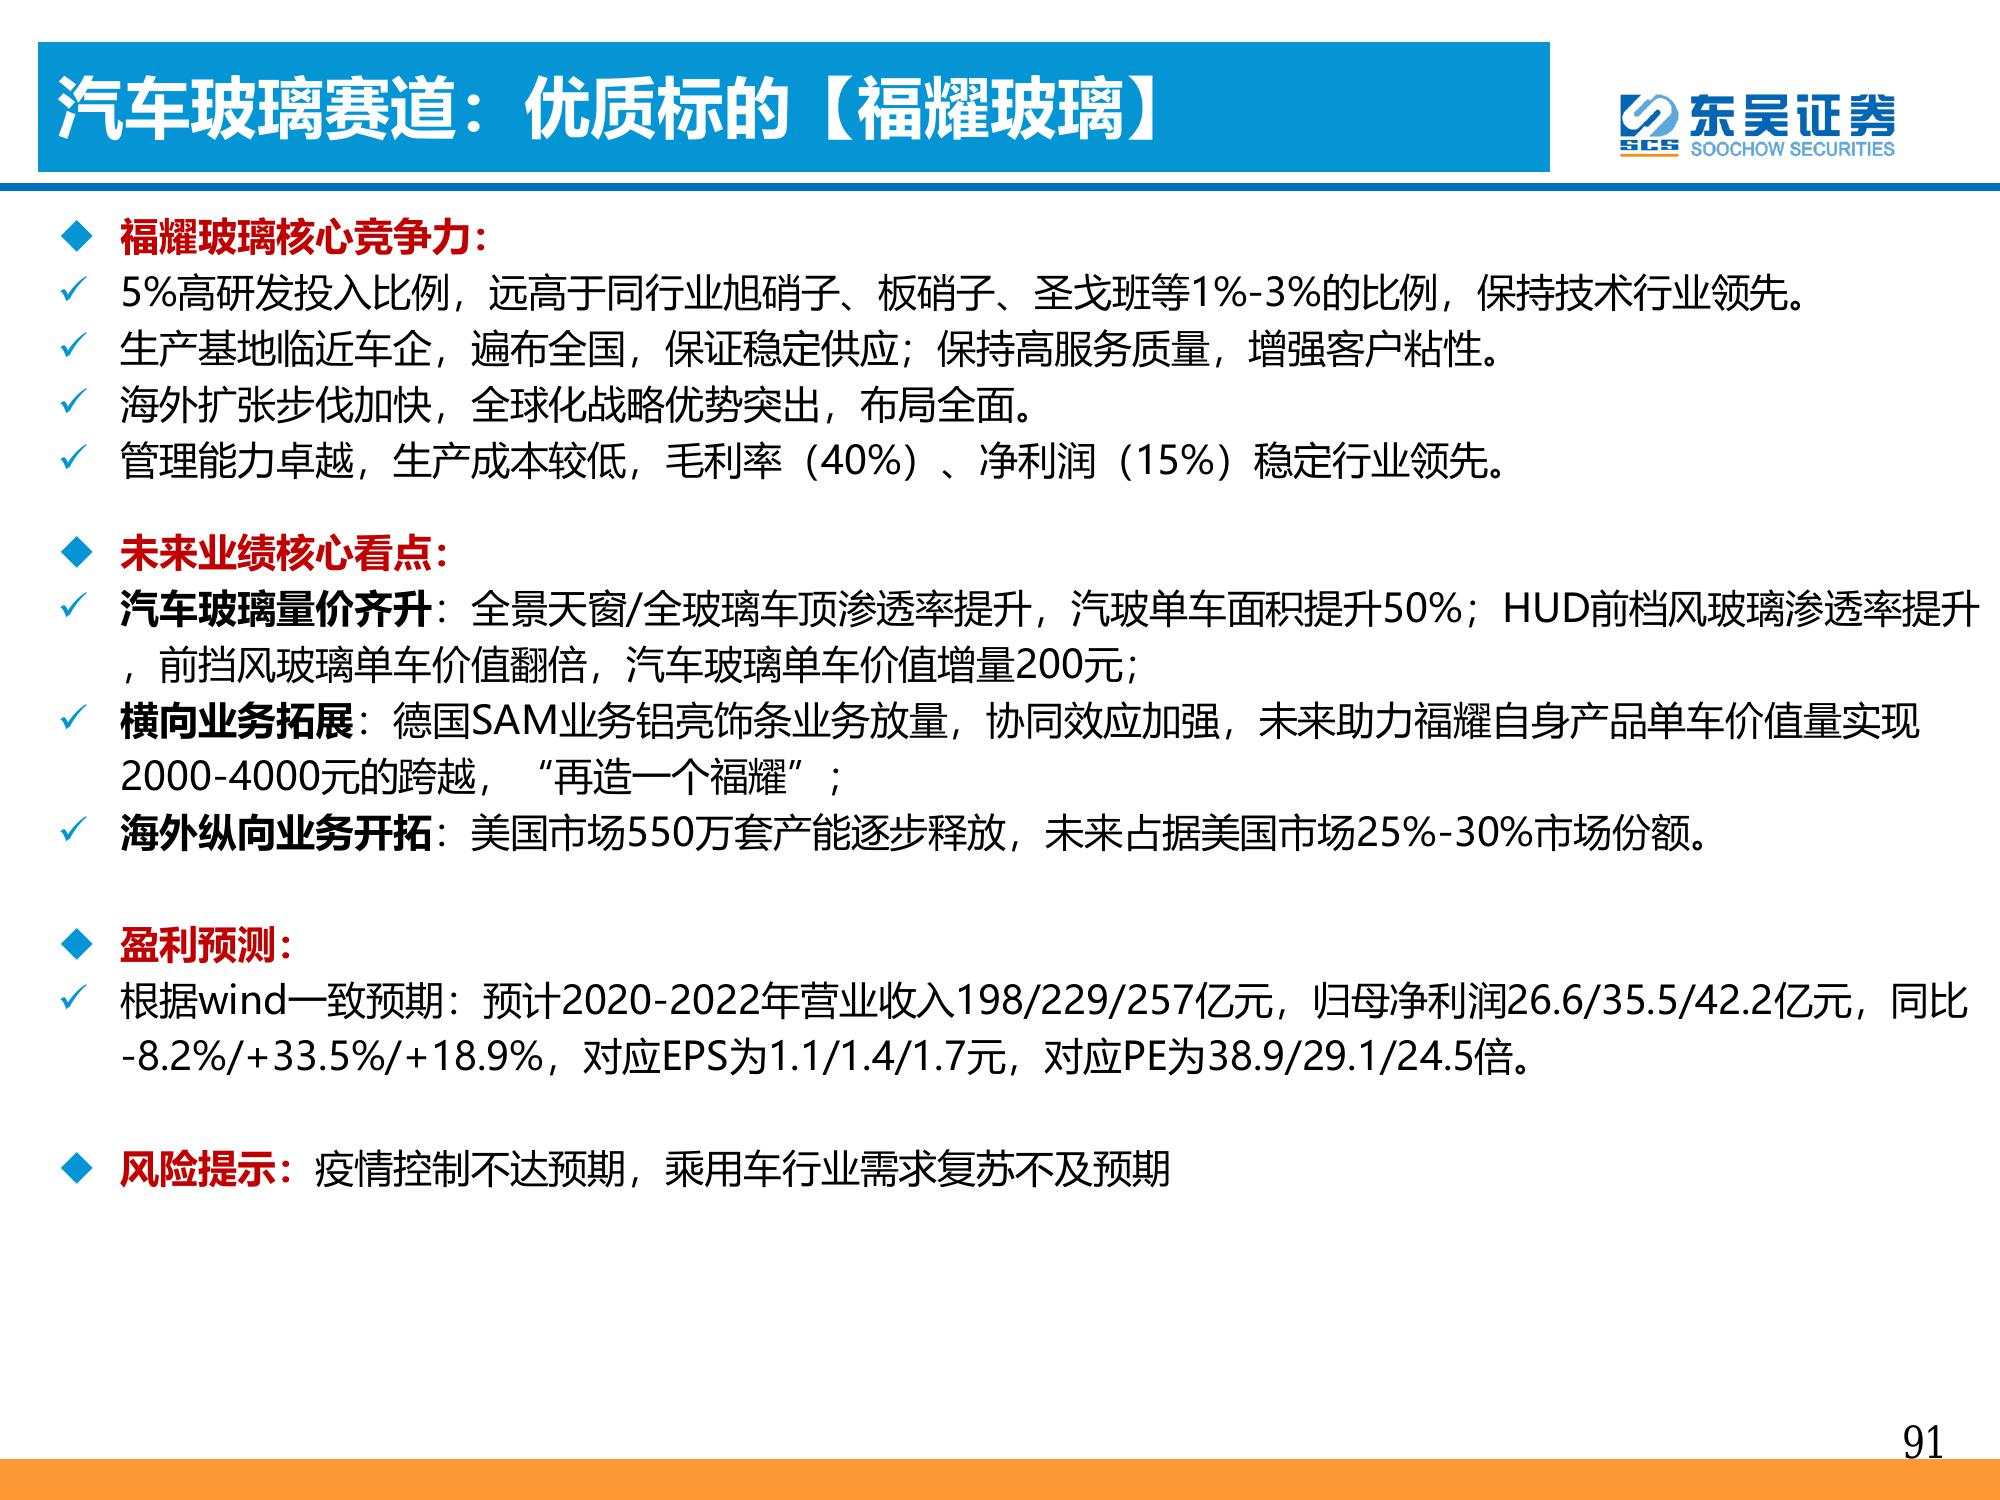 汽车玻璃赛道：优质标的【福耀玻璃】
东吴证券
SCS
SOOCHOW SECURITIES
福耀玻璃核心竞争力：
5%高研发投入比例，远高于同行业旭硝子、板硝子、圣戈班等1%-3%的比例，保持技术行业领先。
生产基地临近车企，遍布全国，保证稳定供应；保持高服务质量，增强客户粘性。
海外扩张步伐加快，全球化战略优势突出，布局全面。
管理能力卓越，生产成本较低，毛利率（40%）、净利润（15%）稳定行业领先。
未来业绩核心看点：
汽车玻璃量价齐升：全景天窗/全玻璃车顶渗透率提升，汽玻单车面积提升50%；HUD前档风玻璃渗透率提升
，前挡风玻璃单车价值翻倍，汽车玻璃单车价值增量200元；
横向业务拓展：德国SAM业务铝亮饰条业务放量，协同效应加强，未来助力福耀自身产品单车价值量实现
2000-4000元的跨越，“再造一个福耀”；
海外纵向业务开拓：美国市场550万套产能逐步释放，未来占据美国市场25%-30%市场份额。
盈利预测：
根据wind一致预期：预计2020-2022年营业收入198/229/257亿元，归母净利润26.6/35.5/42.2亿元，同比
-8.2%/+33.5%/+18.9%，对应EPS为1.1/1.4/1.7元，对应PE为38.9/29.1/24.5倍。
风险提示：疫情控制不达预期，乘用车行业需求复苏不及预期
91